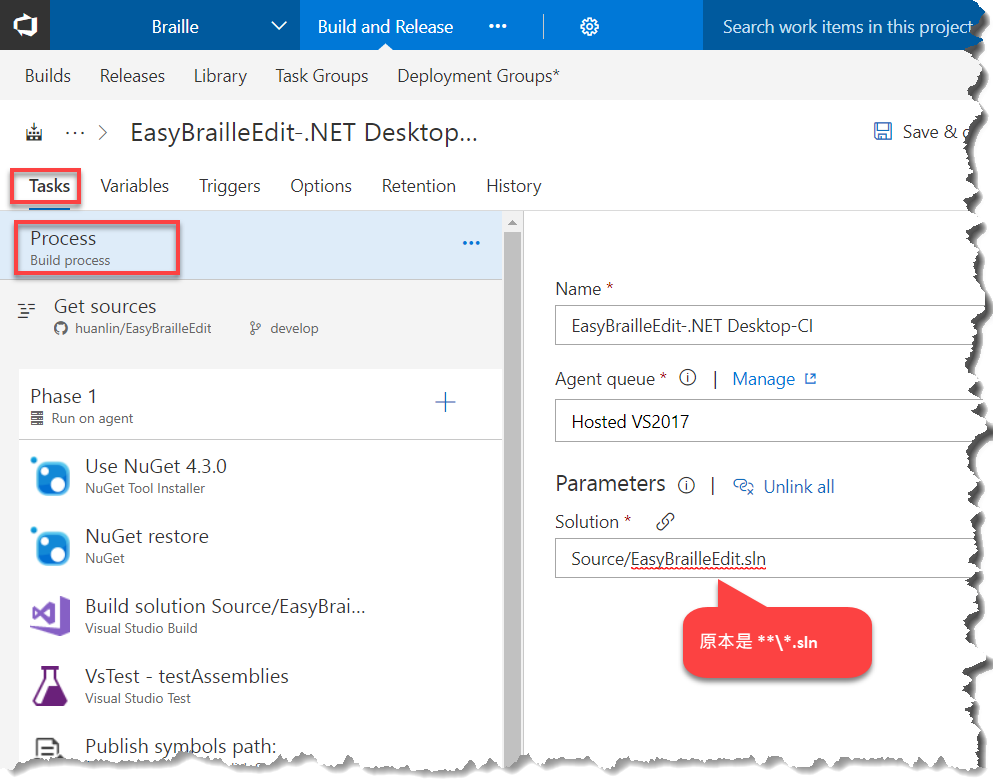 Braille
Build and Release ···
Search work items in this project
Builds Releases Library Task Groups Deployment Groups*
··· > EasyBrailleEdit-.NET Desktop...
Save &
Tasks Variables Triggers Options Retention History
Process
Build process
Get sources
huanlin/EasyBrailleEdit develop
Phase 1
Run on agent
Use NuGet 4.3.0
NuGet Tool Installer
NuGet restore
NuGet
Build solution Source/EasyBrai...
Visual Studio Build
VsTest - testAssemblies
Visual Studio Test
Publish symbols path:
Name *
EasyBrailleEdit-.NET Desktop-CI
Agent queue * | Manage
Hosted VS2017
Parameters | Unlink all
Solution *
Source/EasyBrailleEdit.sln
原本是 **\*.sln